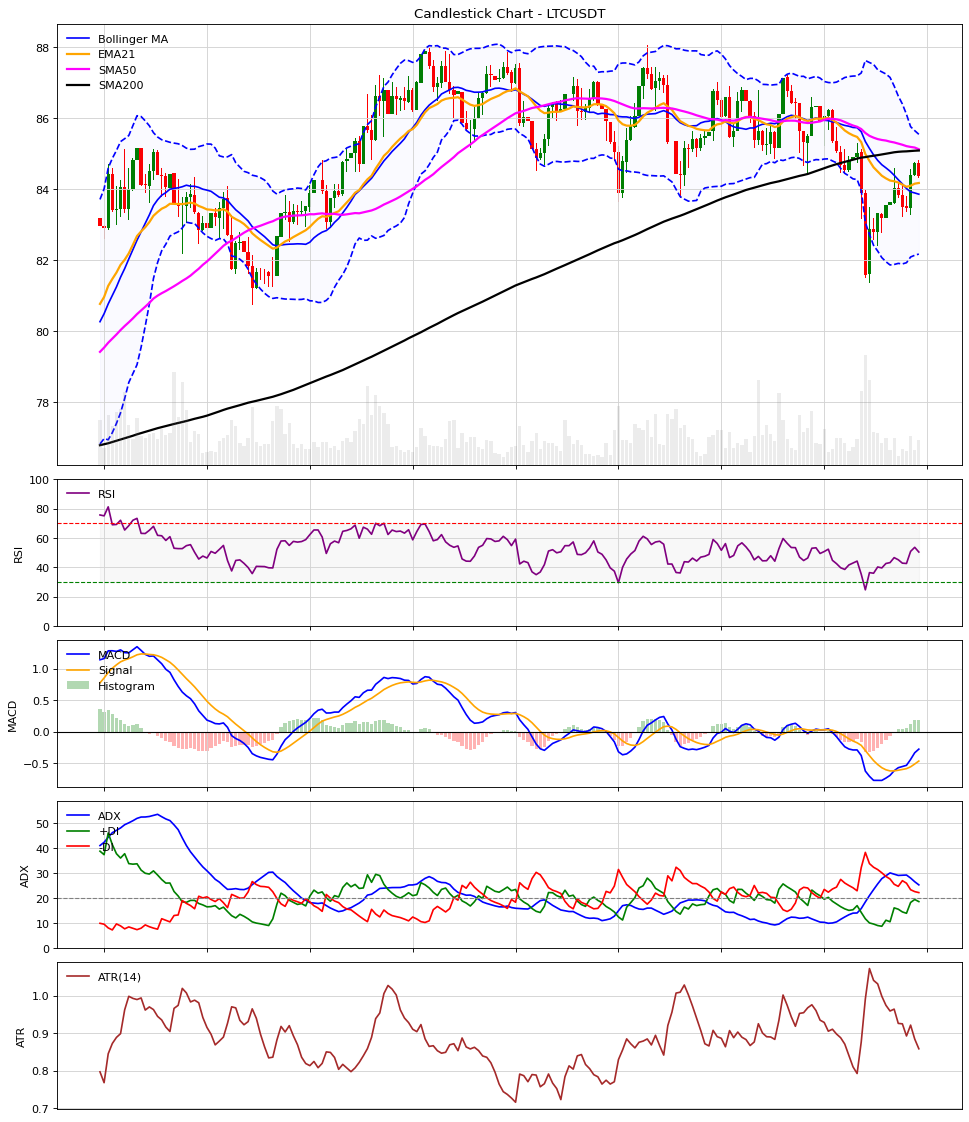 Candlestick Chart - LTCUSDT
Bollinger MA
EMA21
SMA50
SMA200
88
86
84
82
80
78
RSI
RSI
100
80
60
40
20
0
MACD
Signal
Histogram
MACD
1.0
0.5
0.0
−0.5
ADX
+DI
-DI
ADX
50
40
30
20
10
0
ATR(14)
ATR
1.0
0.9
0.8
0.7